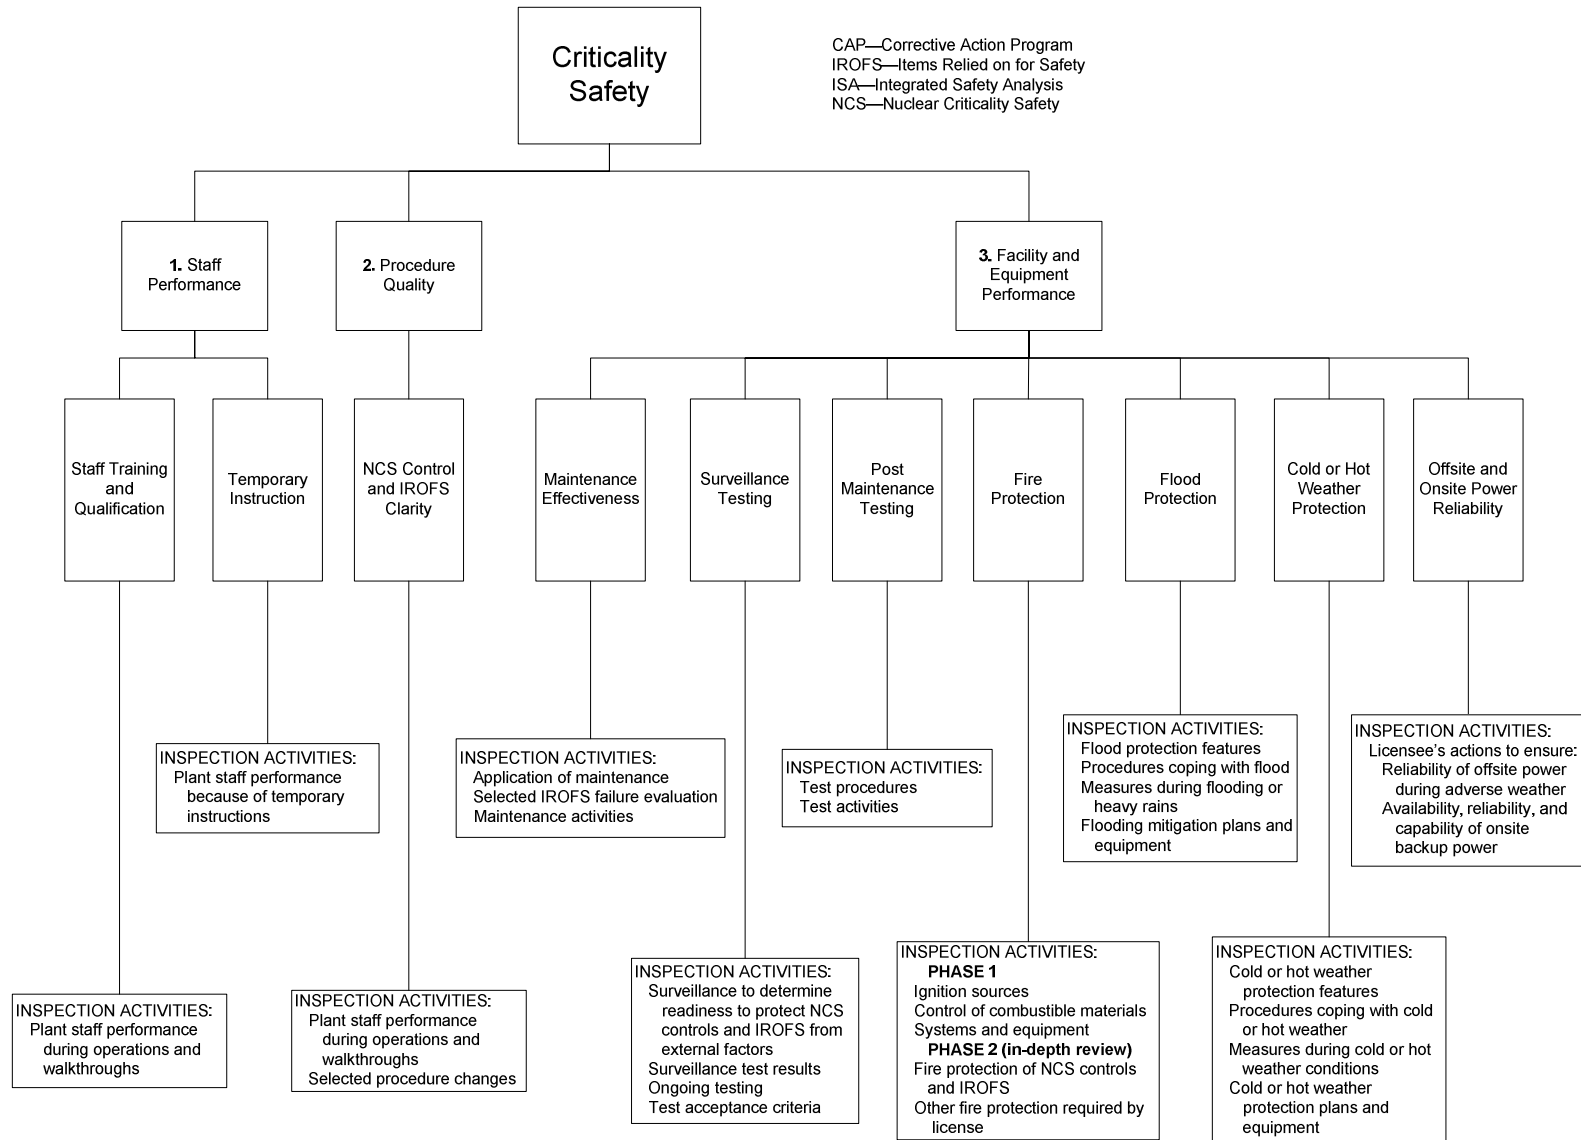 Criticality
Safety
CAP—Corrective Action Program
IROFS—Items Relied on for Safety
ISA—Integrated Safety Analysis
NCS—Nuclear Criticality Safety
1. Staff
Performance
2. Procedure
Quality
3. Facility and
Equipment
Performance
Staff Training
and
Qualification
Temporary
Instruction
NCS Control
and IROFS
Clarity
Maintenance
Effectiveness
Surveillance
Testing
Post
Maintenance
Testing
Fire
Protection
Flood
Protection
Cold or Hot
Weather
Protection
Offsite and
Onsite Power
Reliability
INSPECTION ACTIVITIES:
Plant staff performance
during operations and
walkthroughs
INSPECTION ACTIVITIES:
Plant staff performance
because of temporary
instructions
INSPECTION ACTIVITIES:
Plant staff performance
during operations and
walkthroughs
Selected procedure changes
INSPECTION ACTIVITIES:
Application of maintenance
Selected IROFS failure evaluation
Maintenance activities
INSPECTION ACTIVITIES:
Surveillance to determine
readiness to protect NCS
controls and IROFS from
external factors
Surveillance test results
Ongoing testing
Test acceptance criteria
INSPECTION ACTIVITIES:
Test procedures
Test activities
INSPECTION ACTIVITIES:
PHASE 1
Ignition sources
Control of combustible materials
Systems and equipment
PHASE 2 (in-depth review)
Fire protection of NCS controls
and IROFS
Other fire protection required by
license
INSPECTION ACTIVITIES:
Flood protection features
Procedures coping with flood
Measures during flooding or
heavy rains
Flooding mitigation plans and
equipment
INSPECTION ACTIVITIES:
Cold or hot weather
protection features
Procedures coping with cold
or hot weather
Measures during cold or hot
weather conditions
Cold or hot weather
protection plans and
equipment
INSPECTION ACTIVITIES:
Licensee's actions to ensure:
Reliability of offsite power
during adverse weather
Availability, reliability, and
capability of onsite
backup power